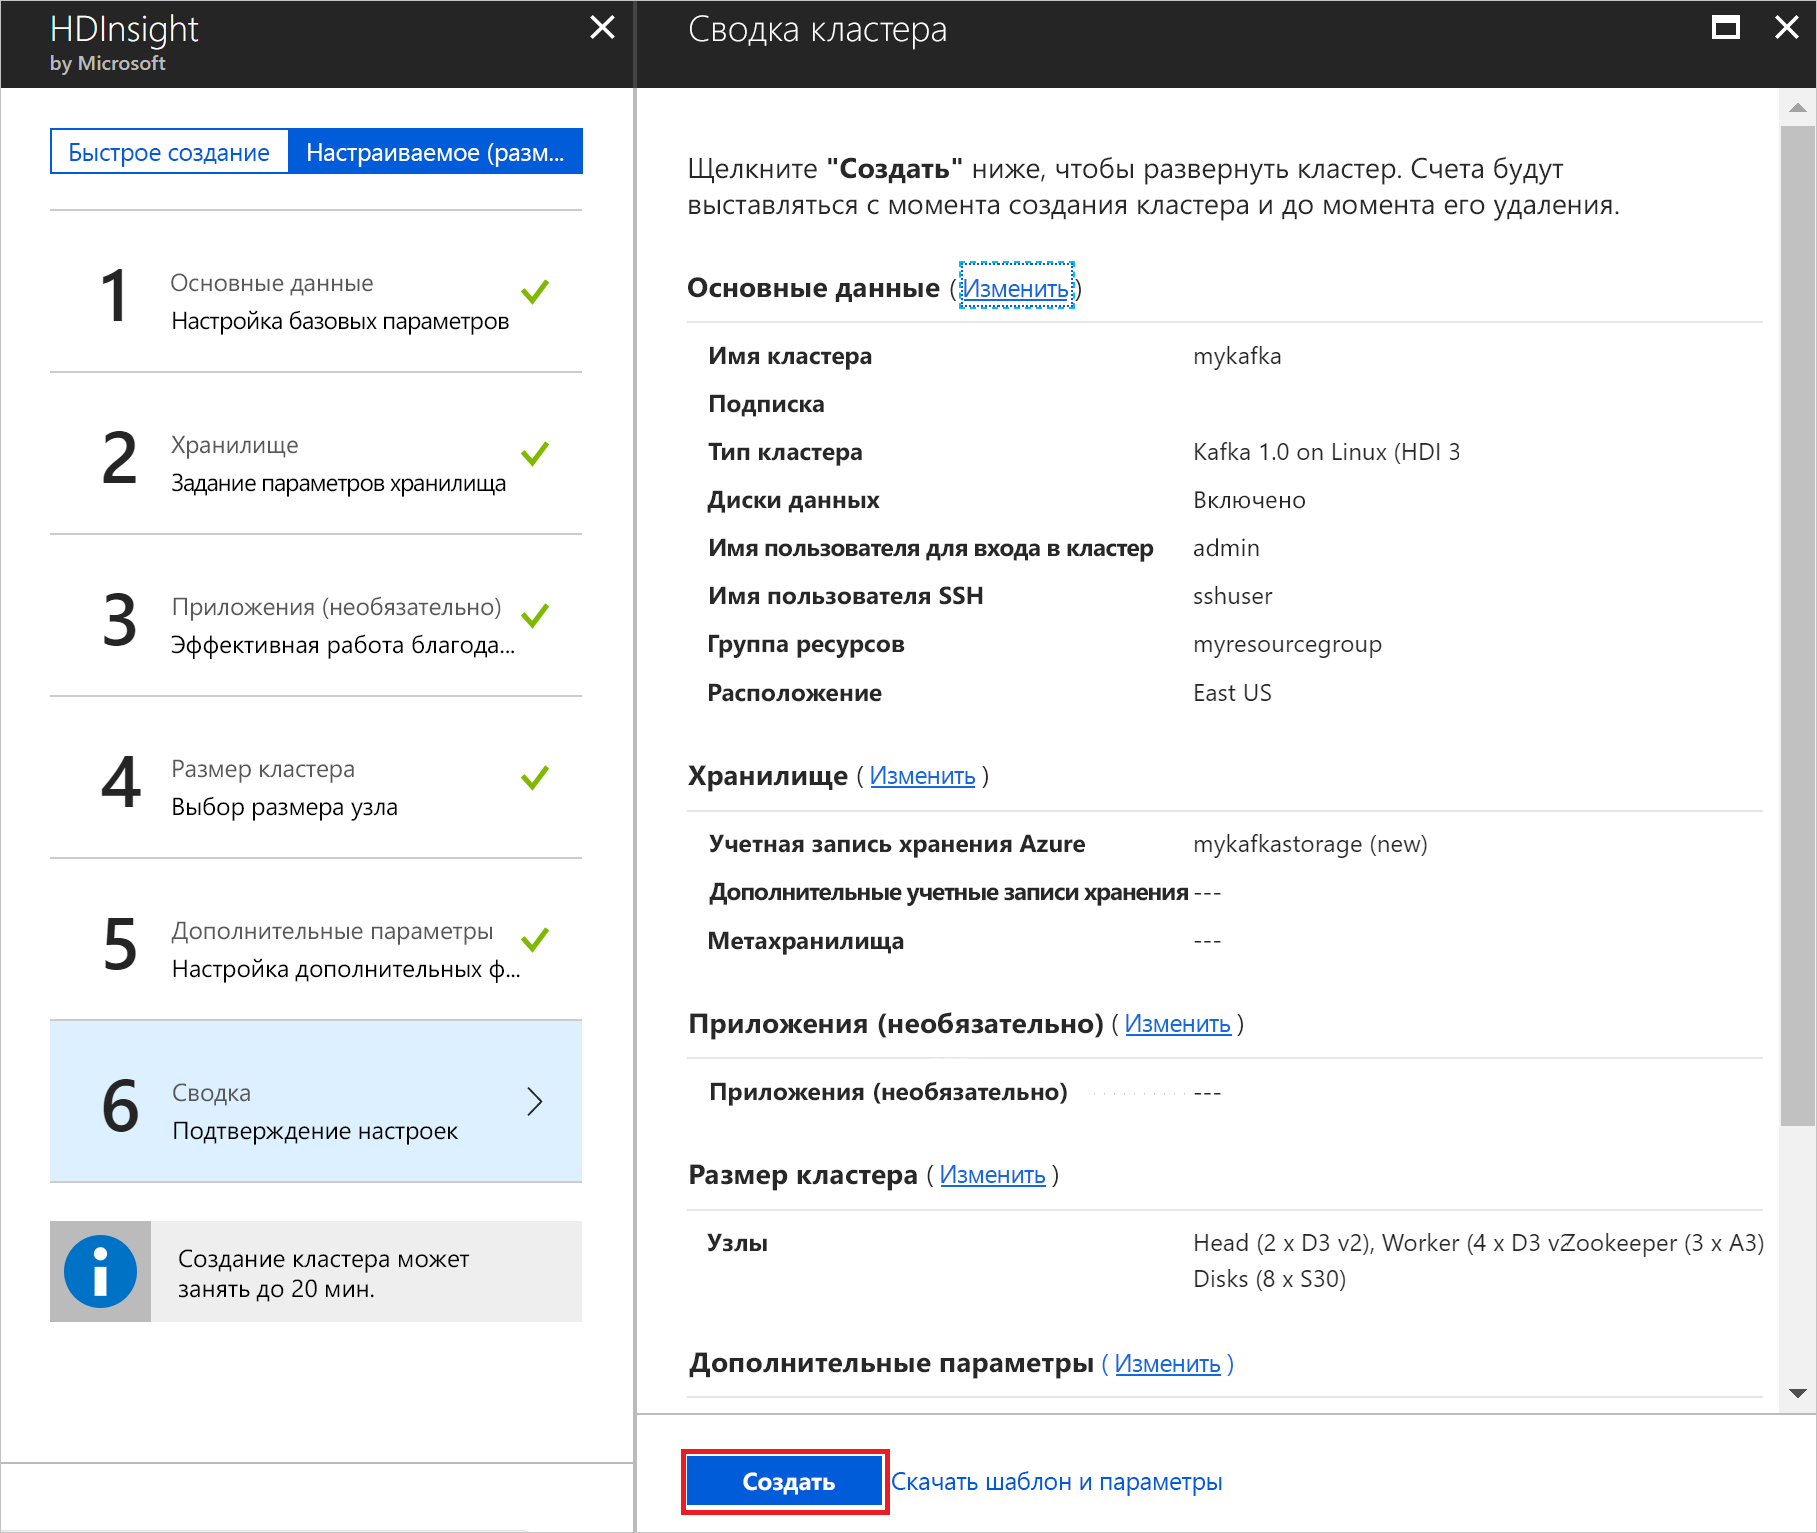 HDInsight
by Microsoft
Быстрое создание
Настраиваемое (разм...
1
Основные данные
Настройка базовых параметров
2
Хранилище
Задание параметров хранилища
3
Приложения (необязательно)
Эффективная работа благода...
4
Размер кластера
Выбор размера узла
5
Дополнительные параметры
Настройка дополнительных ф...
6
Сводка
Подтверждение настроек
Создание кластера может
занять до 20 мин.
Сводка кластера
Щелкните "Создать" ниже, чтобы развернуть кластер. Счета будут
выставляться с момента создания кластера и до момента его удаления.
Основные данные (Изменить)
Имя кластера mykafka
Подписка
Тип кластера Kafka 1.0 on Linux (HDI 3
Диски данных Включено
Имя пользователя для входа в кластер admin
Имя пользователя SSH sshuser
Группа ресурсов myresourcegroup
Расположение East US
Хранилище ( Изменить )
Учетная запись хранения Azure mykafkastorage (new)
Дополнительные учетные записи хранения ---
Метахранилища ---
Приложения (необязательно) ( Изменить )
Приложения (необязательно) ---
Размер кластера ( Изменить )
Узлы Head (2 x D3 v2), Worker (4 x D3 vZookeeper (3 x A3)
Disks (8 x S30)
Дополнительные параметры ( Изменить )
Создать Скачать шаблон и параметры